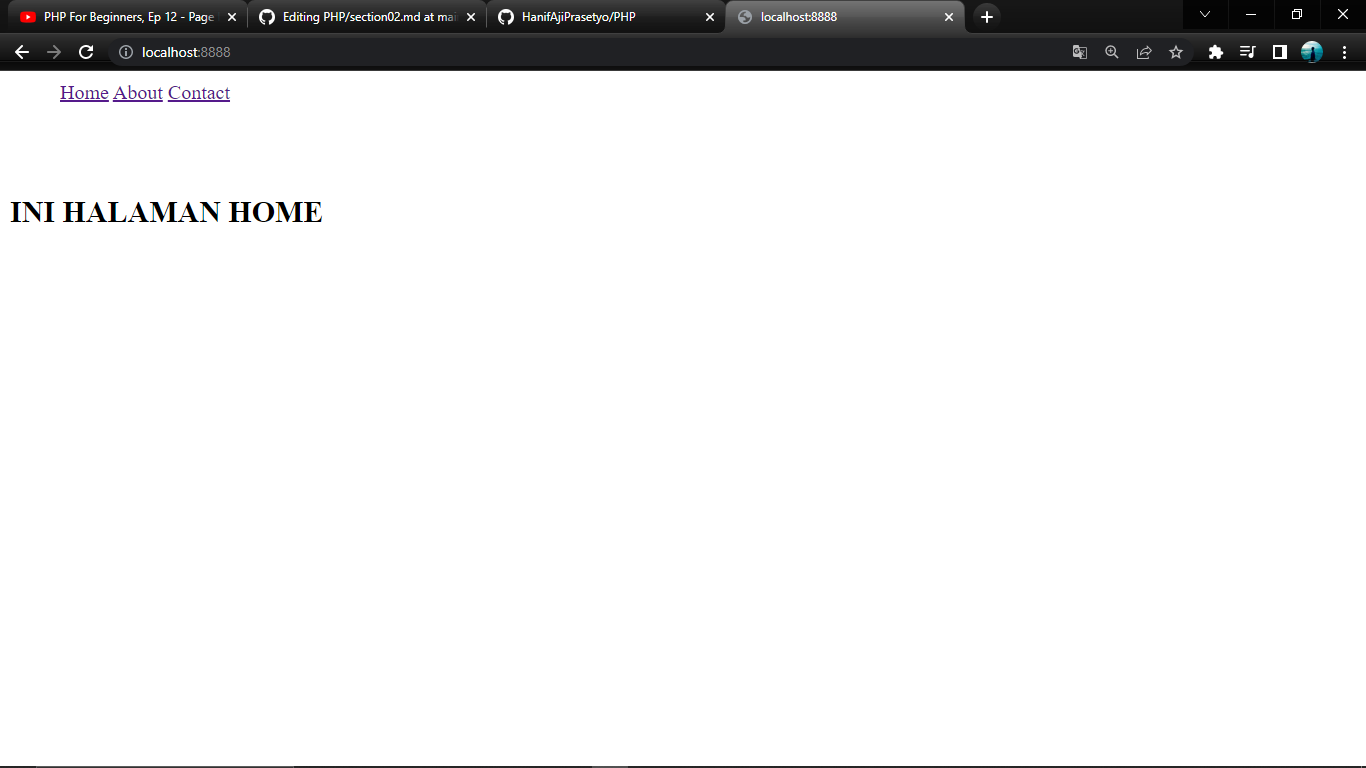 PHP For Beginners, Ep 12 - Page
Editing PHP/section02.md at mai
HanifAjiPrasetyo/PHP
localhost:8888
localhost:8888
Home About Contact
INI HALAMAN HOME